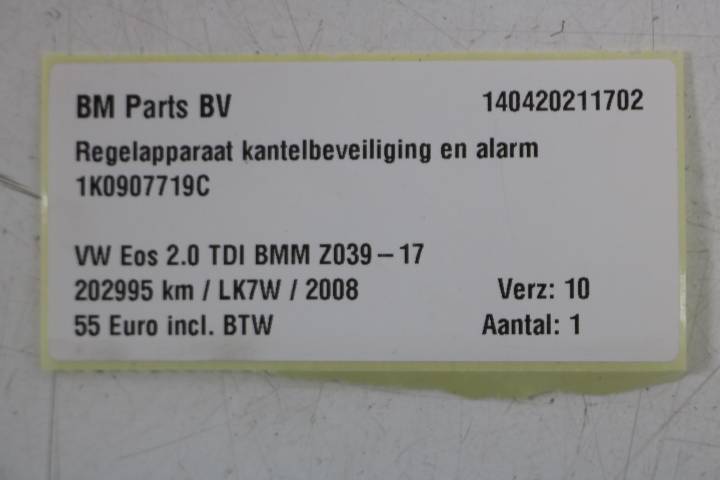 BM Parts BV 140420211702
Regelapparaat kantelbeveiliging en alarm
1K0907719C
VW Eos 2.0 TDI BMM Z039 – 17
202995 km / LK7W / 2008 Verz: 10
55 Euro incl. BTW Aantal: 1